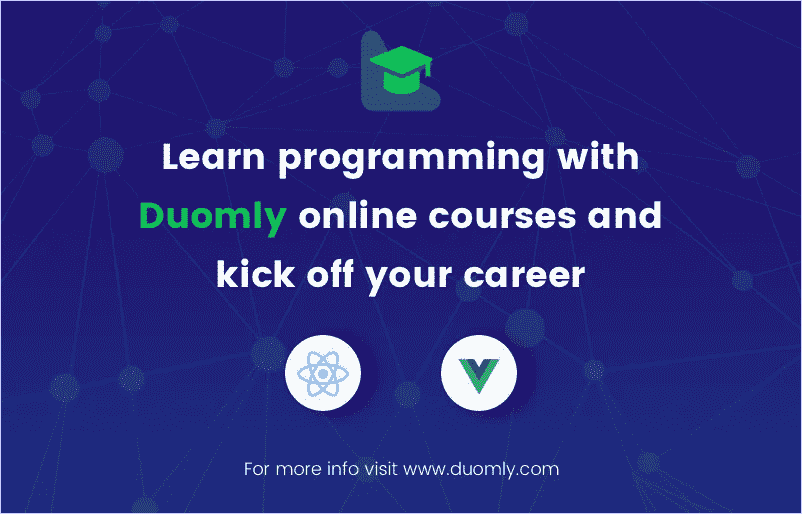 Learn programming with
Duomly online courses and
kick off your career
For more info visit www.duomly.com